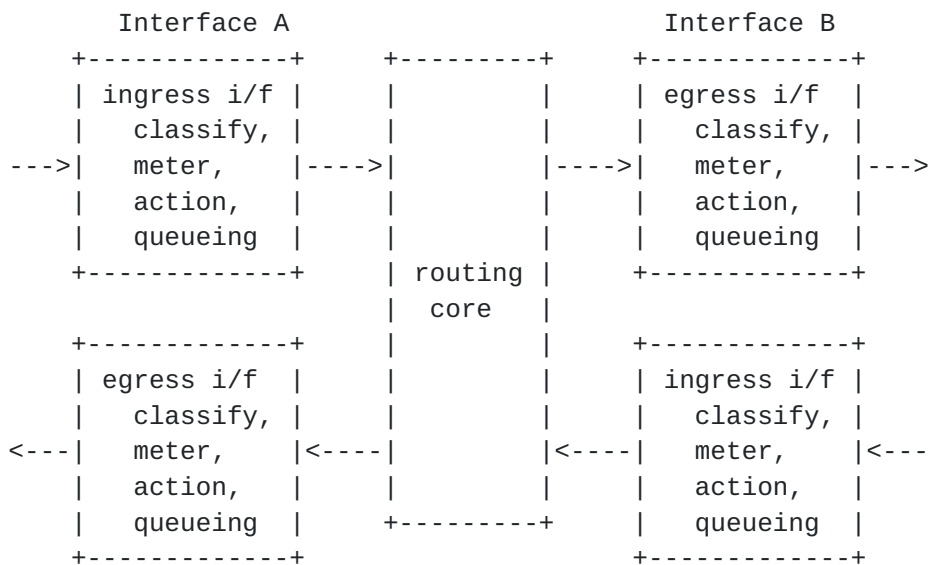 Interface A
Interface B
ingress i/f
classify,
meter,
action,
queueing
egress i/f
classify,
meter,
action,
queueing
routing
core
egress i/f
classify,
meter,
action,
queueing
ingress i/f
classify,
meter,
action,
queueing